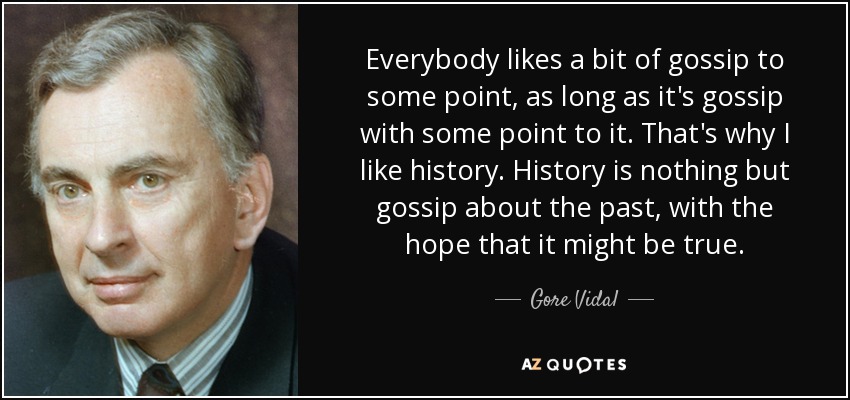 Everybody likes a bit of gossip to
some point, as long as it's gossip
with some point to it. That's why I
like history. History is nothing but
gossip about the past, with the
hope that it might be true.
Gore Vidal
AZ QUOTES